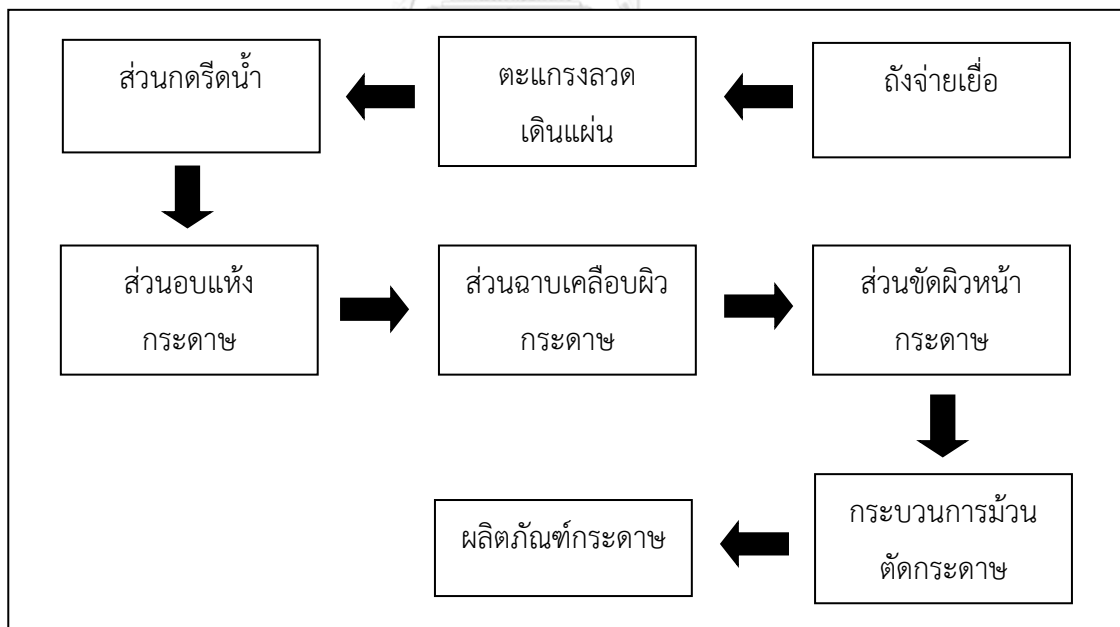 ส่วนกดรีดน้ำ
ตะแกรงลวด
เดินแผ่น
ถังจ่ายเยื่อ
ส่วนอบแห้ง
กระดาษ
ส่วนฉาบเคลือบผิว
กระดาษ
ส่วนขัดผิวหน้า
กระดาษ
ผลิตภัณฑ์กระดาษ
กระบวนการม้วน
ตัดกระดาษ